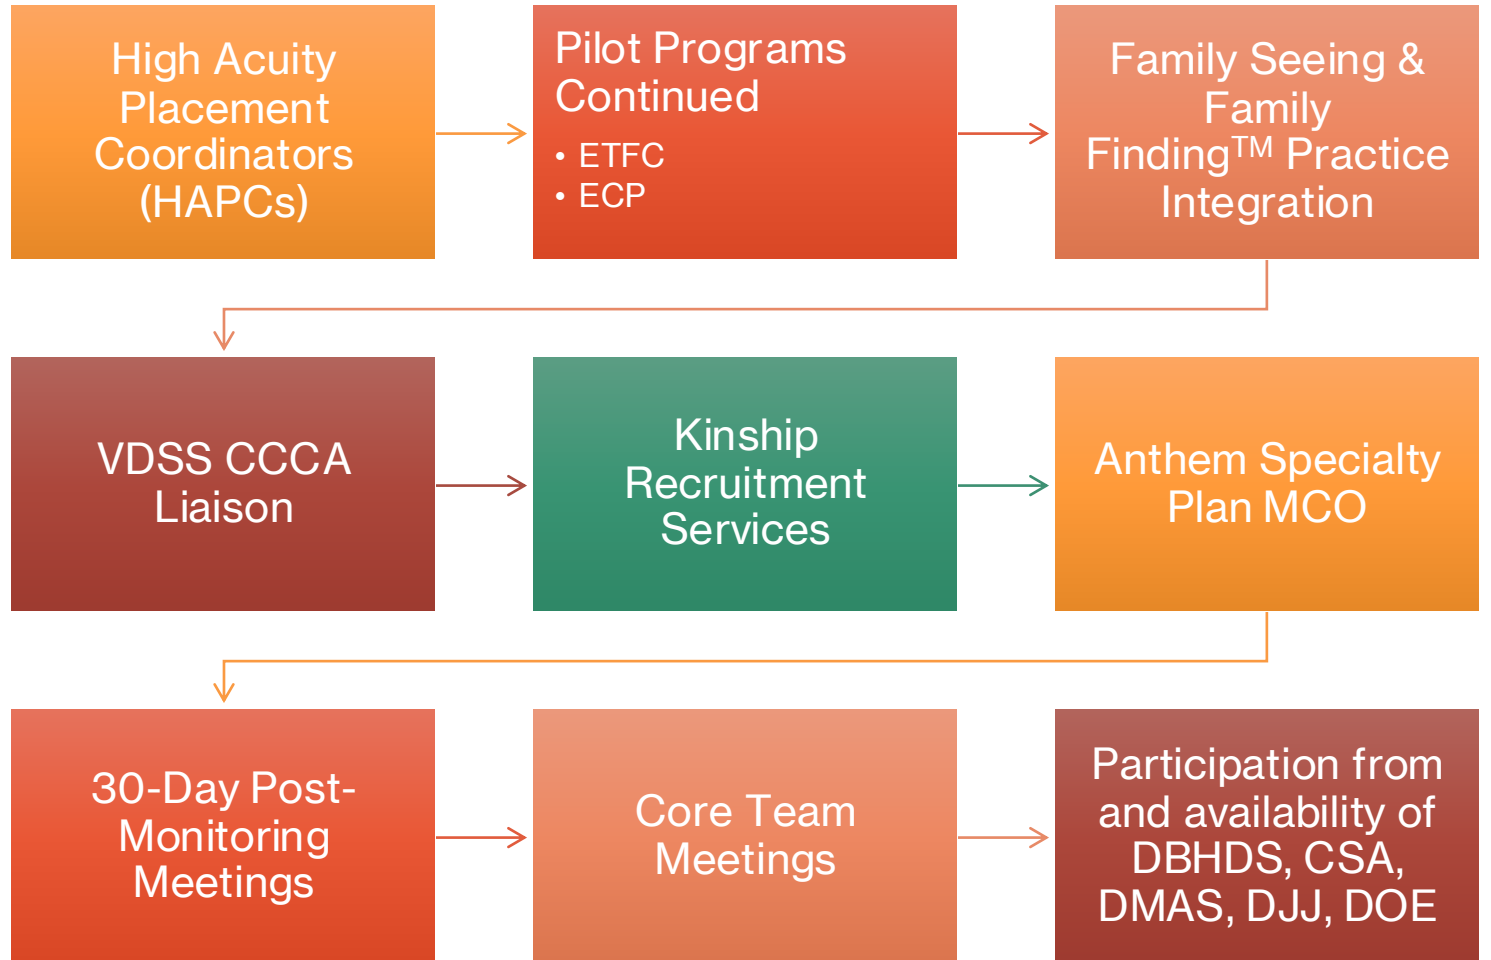 High Acuity
Placement
Coordinators
(HAPCs)
Pilot Programs
Continued
• ETFC
• ECP
Family Seeing &
Family
Finding™ Practice
Integration
VDSS CCCA
Liaison
Kinship
Recruitment
Services
Anthem Specialty
Plan MCO
30-Day Post-
Monitoring
Meetings
Core Team
Meetings
Participation from
and availability of
DBHDS, CSA,
DMAS, DJJ, DOE